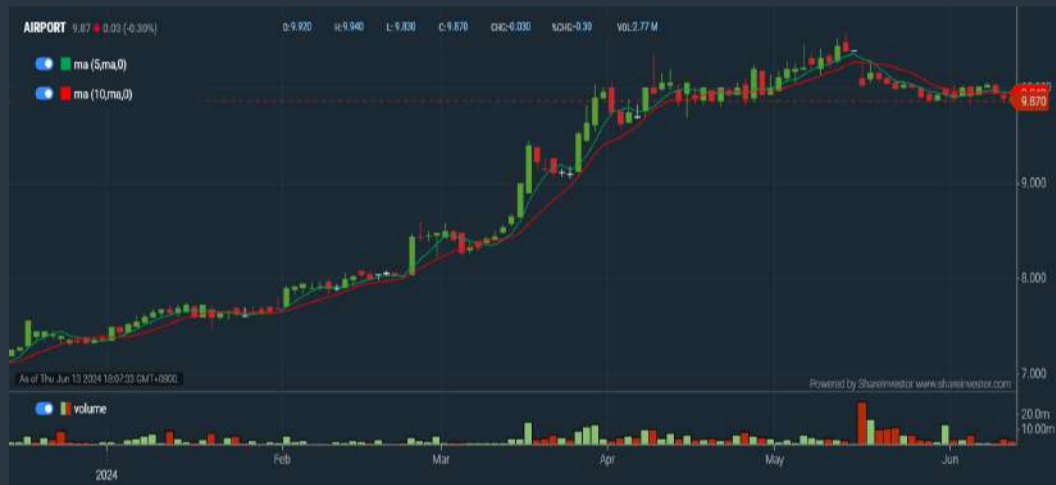 AIRPORT 9.87 0.03 (-0.30%) O:9.920 H:9.940 L:9.830 C:9.870 CHG:-0.030 %CHG:-0.30 VOL:2.77 M
ma (5,ma,0)
ma (10,ma,0)
9.870
9.000
8.000
7.000
As of Thu Jun 13 2024 18:07:33 GMT+0800.
Powered by ShareInvestor www.shareinvestor.com
volume
20.0m
10.00m
Feb Mar Apr May Jun
2024